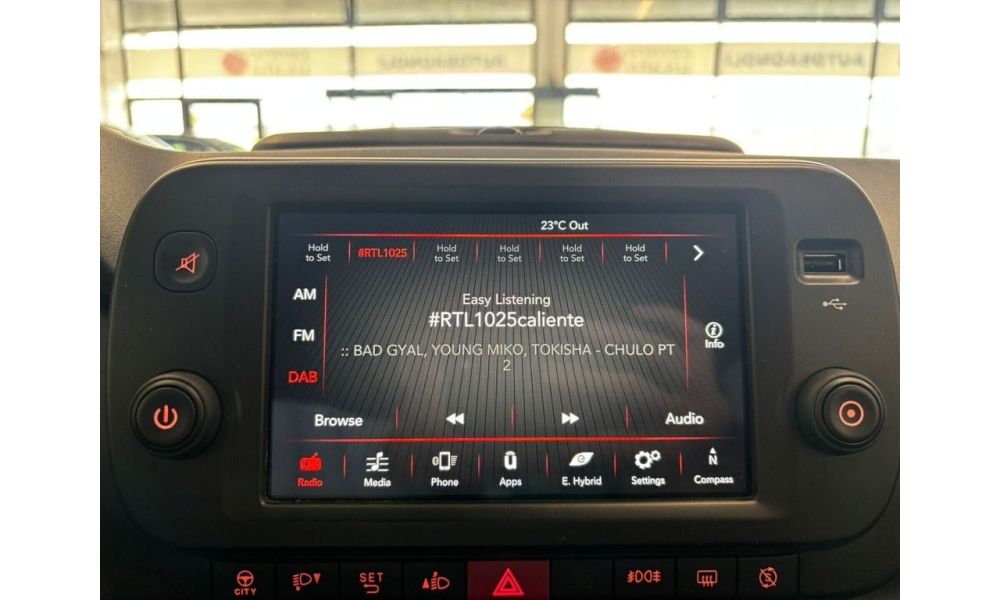 23°C Out
Hold to Set
#RTL1025
Hold to Set
Hold to Set
Hold to Set
Hold to Set
AM
Easy Listening
#RTL1025caliente
FM
Info
:: BAD GYAL, YOUNG MIKO, TOKISHA - CHULO PT
2
DAB
Browse
Audio
Radio
Media
Phone
Apps
E. Hybrid
Settings
N
Compass
CITY
SET